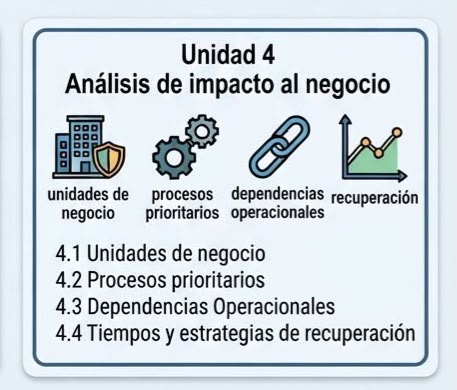 Unidad 4
Análisis de impacto al negocio
unidades de
negocio
procesos
prioritarios
dependencias
operacionales
recuperación
4.1 Unidades de negocio
4.2 Procesos prioritarios
4.3 Dependencias Operacionales
4.4 Tiempos y estrategias de recuperación